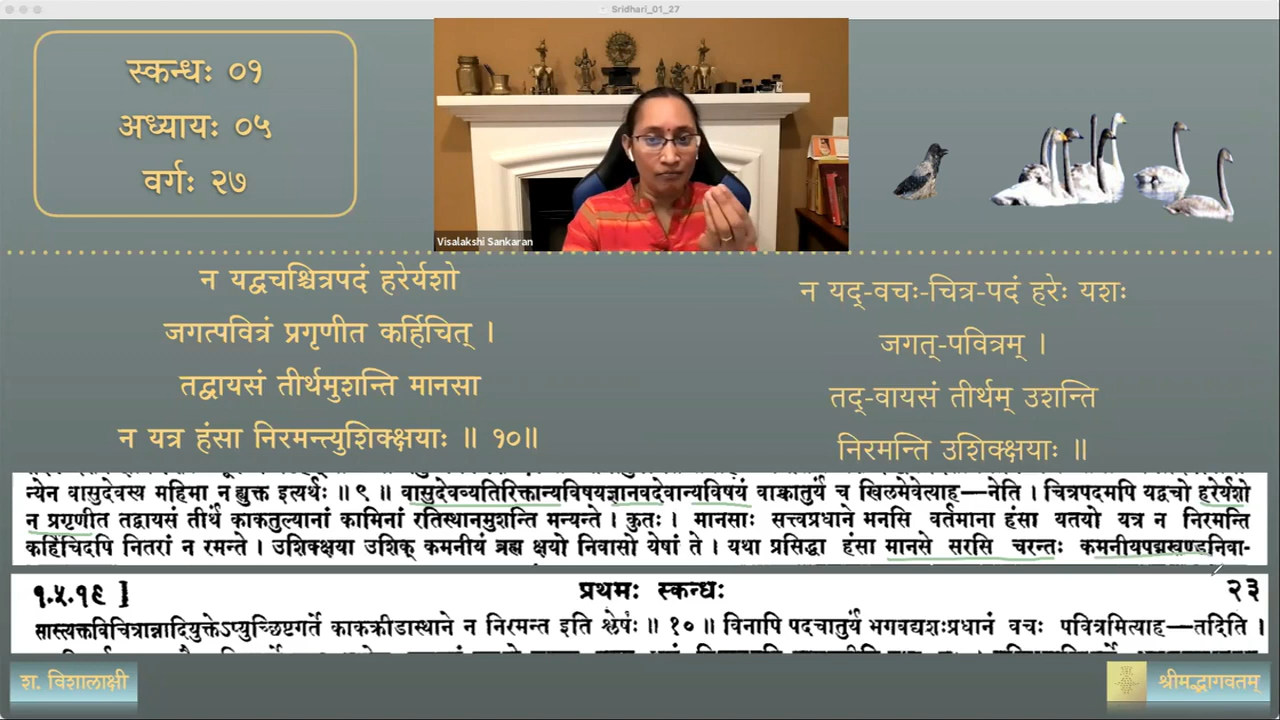 Sridhari_01_27
स्कन्धः ०१
अध्यायः ०५
वर्गः २७
Visalakshi Sankaran
न यद्वचश्चित्रपदं हरेर्यशो
जगत्पवित्रं प्रगृणीत कर्हिचित् ।
तद्वायसं तीर्थमुशन्ति मानसा
न यत्र हंसा निरमन्त्युशिक्क्षयाः ॥ १०॥
न यद्-वचः-चित्र-पदं हरेः यशः
जगत्-पवित्रम् ।
तद्-वायसं तीर्थम् उशन्ति
निरमन्ति उशिक्क्षयाः ॥
न्येन वासुदेवस्य महिमा न ह्युक्त इत्यर्थः ॥ ९ ॥ वासुदेवव्यतिरिक्तान्यविषयज्ञानवदेवान्यविषयं वाक्चातुर्यं च खिलमेवेत्याह—नेति । चित्रपदमपि यद्वचो हरेर्यशो
न प्रगृणीत तद्वायसं तीर्थं काकतुल्यानां कामिनां रतिस्थानमुशन्ति मन्यन्ते । कुतः । मानसाः सत्त्वप्रधाने मनसि वर्तमाना हंसा यतयो यत्र न निरमन्ति
कर्हिचिदपि नितरां न रमन्ते । उशिक्क्षया उशिक् कमनीयं ब्रह्म क्षयो निवासो येषां ते । यथा प्रसिद्धा हंसा मानसे सरसि चरन्तः कमनीयपद्मखण्डनिवा-
१.५.११ ] प्रथमः स्कन्धः २३
सास्त्यक्तविचित्रान्नादियुक्तेऽप्युच्छिष्टगर्ते काकक्रीडास्थाने न निरमन्त इति श्लेषः ॥ १० ॥ विनापि पदचातुर्यं भगवद्यशःप्रधानं वचः पवित्रमित्याह—तदिति ।
श. विशालाक्षी
श्रीमद्भागवतम्